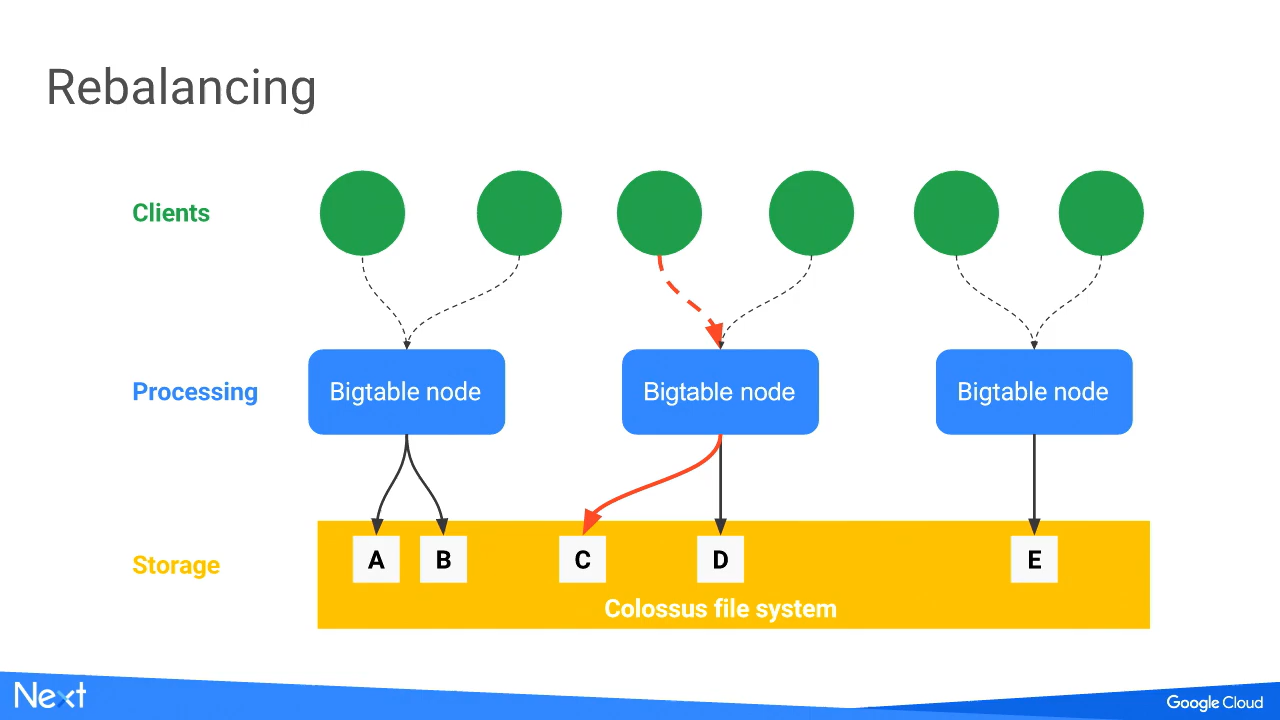 Rebalancing
Clients
Processing
Bigtable node
Bigtable node
Bigtable node
Storage
A
B
C
D
E
Colossus file system
Next
Google Cloud